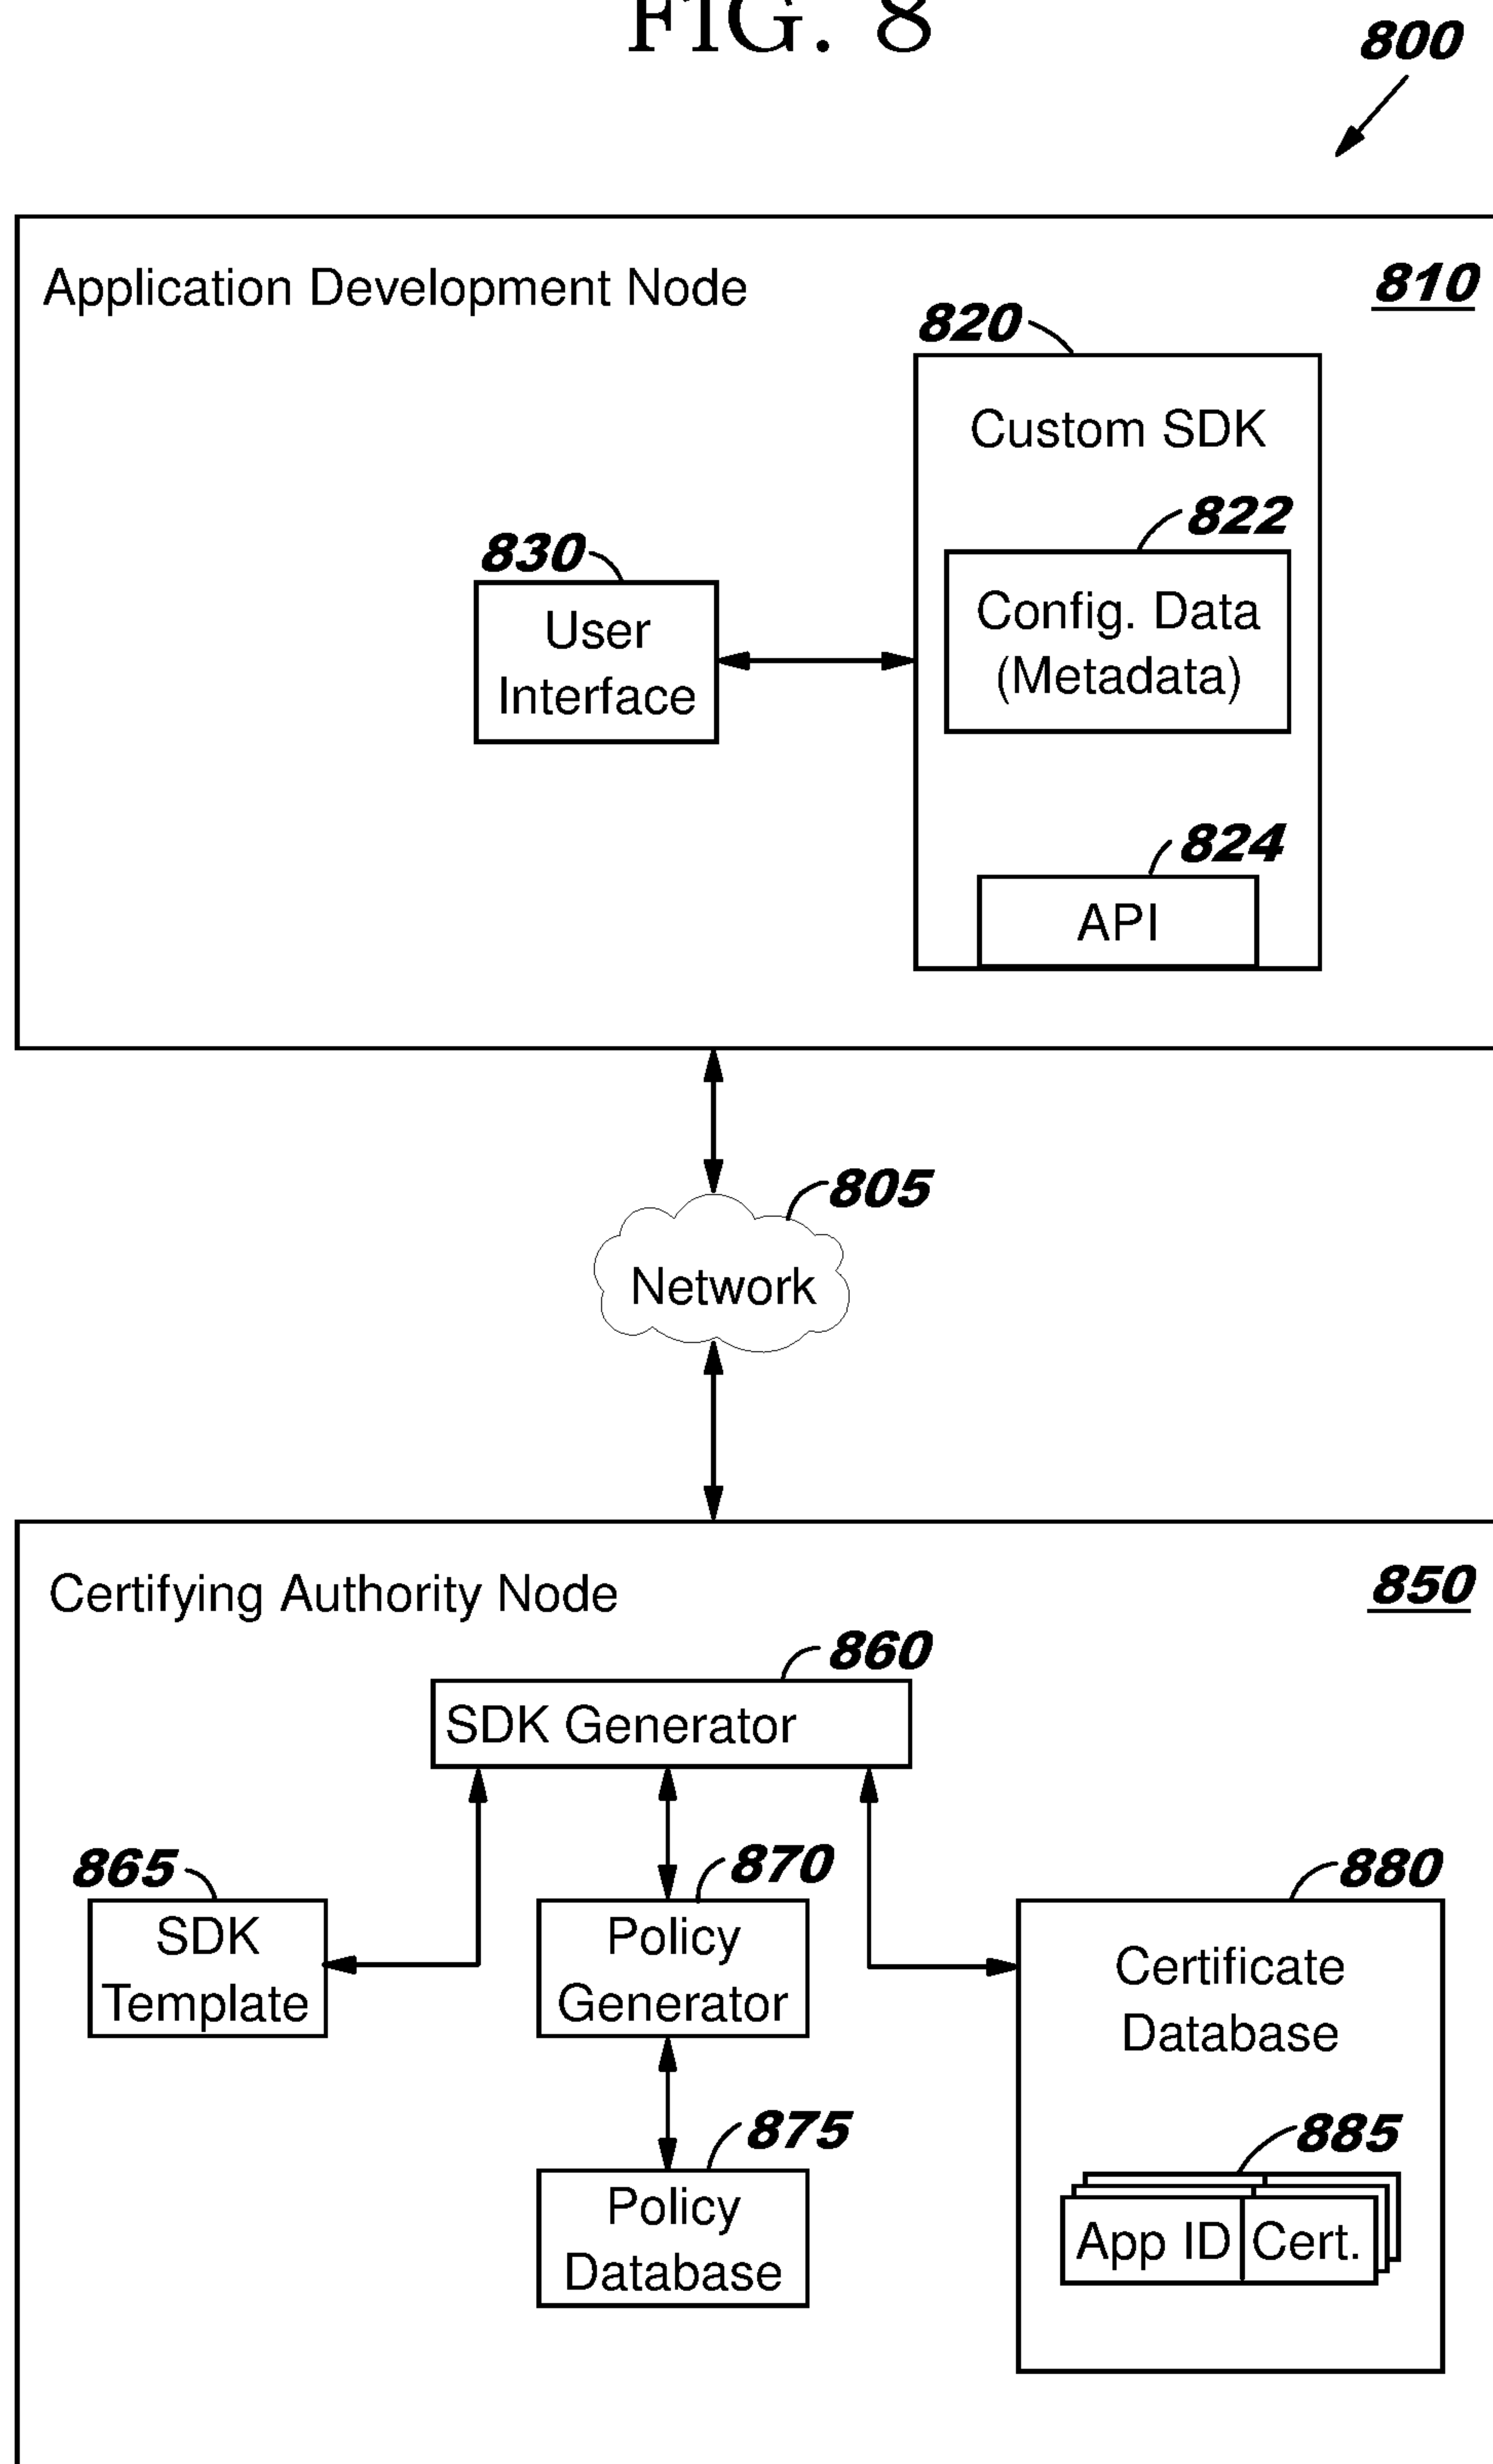 FIG. 8
800
Application Development Node
810
820
Custom SDK
822
Config. Data
(Metadata)
830
User
Interface
824
API
805
Network
Certifying Authority Node
850
860
SDK Generator
865
SDK
Template
870
Policy
Generator
875
Policy
Database
880
Certificate
Database
885
App ID
Cert.